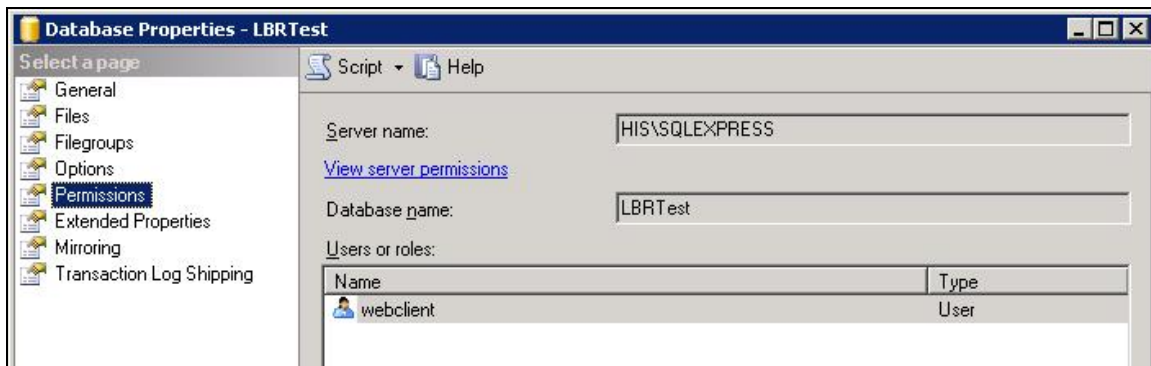 Database Properties - LBRTest
Select a page
General
Files
Filegroups
Options
Permissions
Extended Properties
Mirroring
Transaction Log Shipping
Script Help
Server name: HIS\SQLEXPRESS
View server permissions
Database name: LBRTest
Users or roles:
Name Type
webclient User